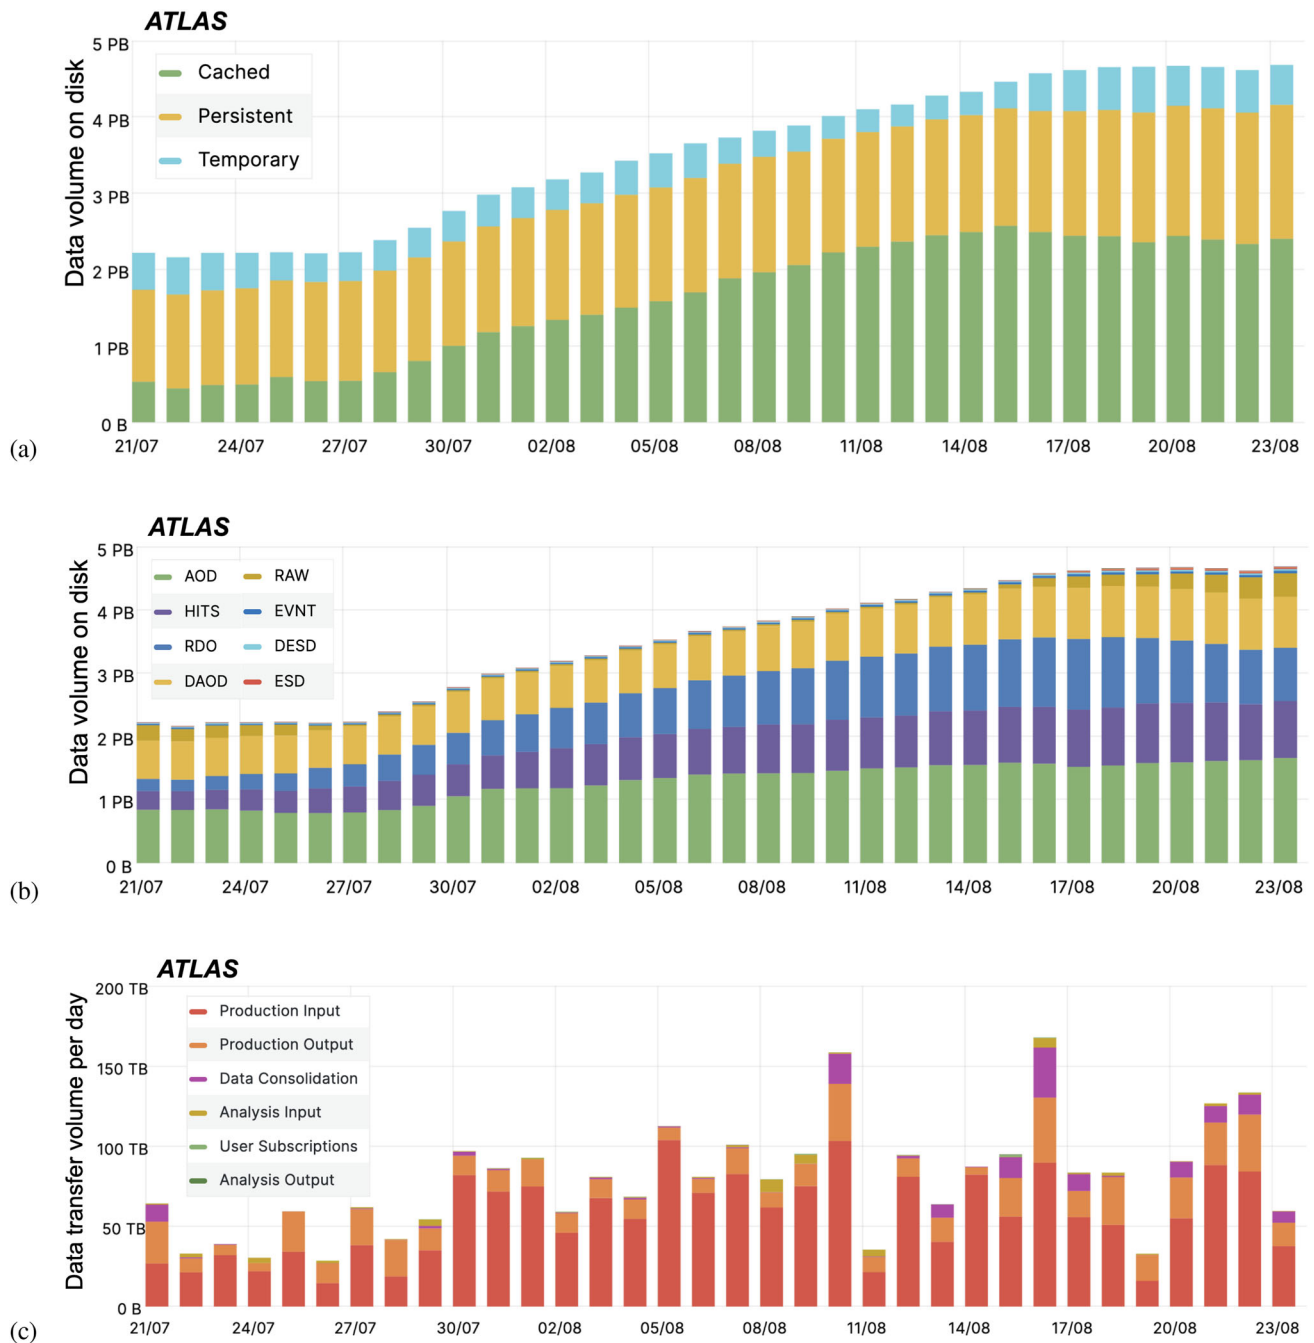 ATLAS
Data volume on disk
5 PB
4 PB
3 PB
2 PB
1 PB
0 B
Cached
Persistent
Temporary
21/07 24/07 27/07 30/07 02/08 05/08 08/08 11/08 14/08 17/08 20/08 23/08
(a)
ATLAS
Data volume on disk
5 PB
4 PB
3 PB
2 PB
1 PB
0 B
AOD RAW
HITS EVNT
RDO DESD
DAOD ESD
21/07 24/07 27/07 30/07 02/08 05/08 08/08 11/08 14/08 17/08 20/08 23/08
(b)
ATLAS
Data transfer volume per day
200 TB
150 TB
100 TB
50 TB
0 B
Production Input
Production Output
Data Consolidation
Analysis Input
User Subscriptions
Analysis Output
21/07 24/07 27/07 30/07 02/08 05/08 08/08 11/08 14/08 17/08 20/08 23/08
(c)